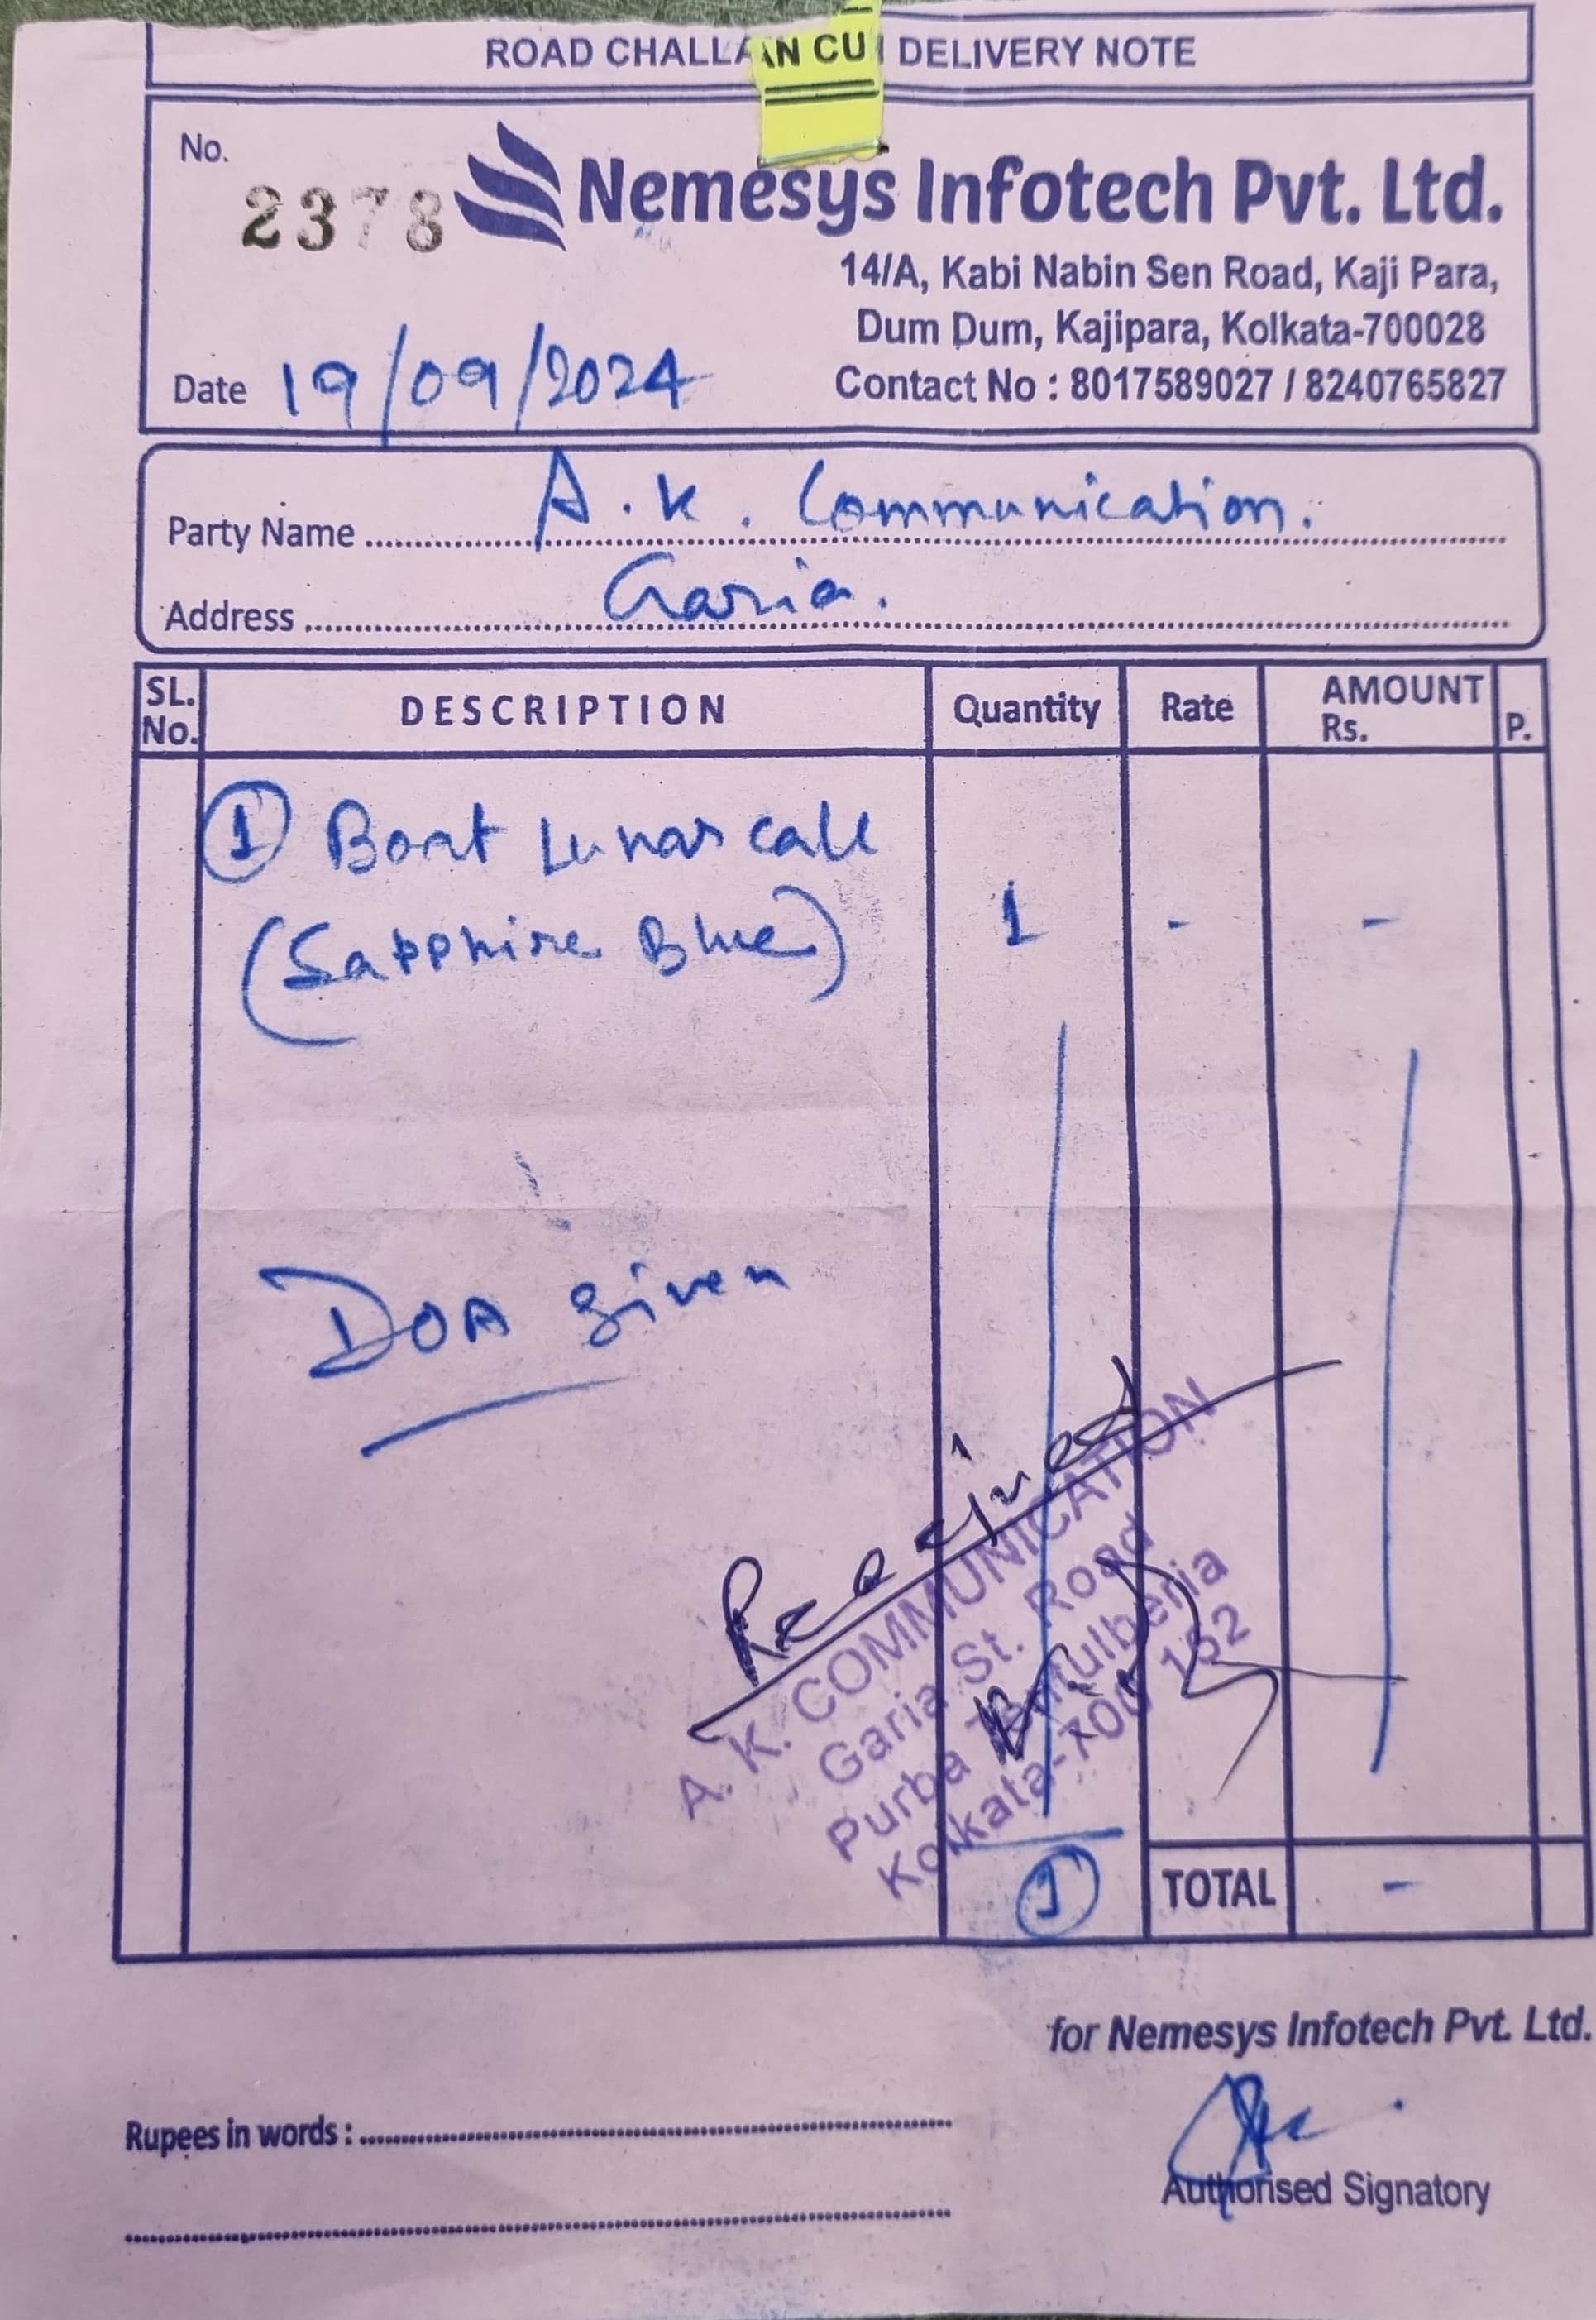 ROAD CHALLAN CUM DELIVERY NOTE
No.
2378
Nemesys Infotech Pvt. Ltd.
14/A, Kabi Nabin Sen Road, Kaji Para,
Dum Dum, Kajipara, Kolkata-700028
Contact No : 8017589027 / 8240765827
Date 19/09/2024
Party Name A.K. Communication.
Address Garia.
SL. No. DESCRIPTION Quantity Rate AMOUNT Rs. P.
① Boat Lunar call
(Sapphire Blue) 1 - -
DOA given
Received
A. K. COMMUNICATION
Garia St. Road
Purba Tentulberia
Kolkata-700 152
① TOTAL -
for Nemesys Infotech Pvt. Ltd.
Rupees in words :
Authorised Signatory